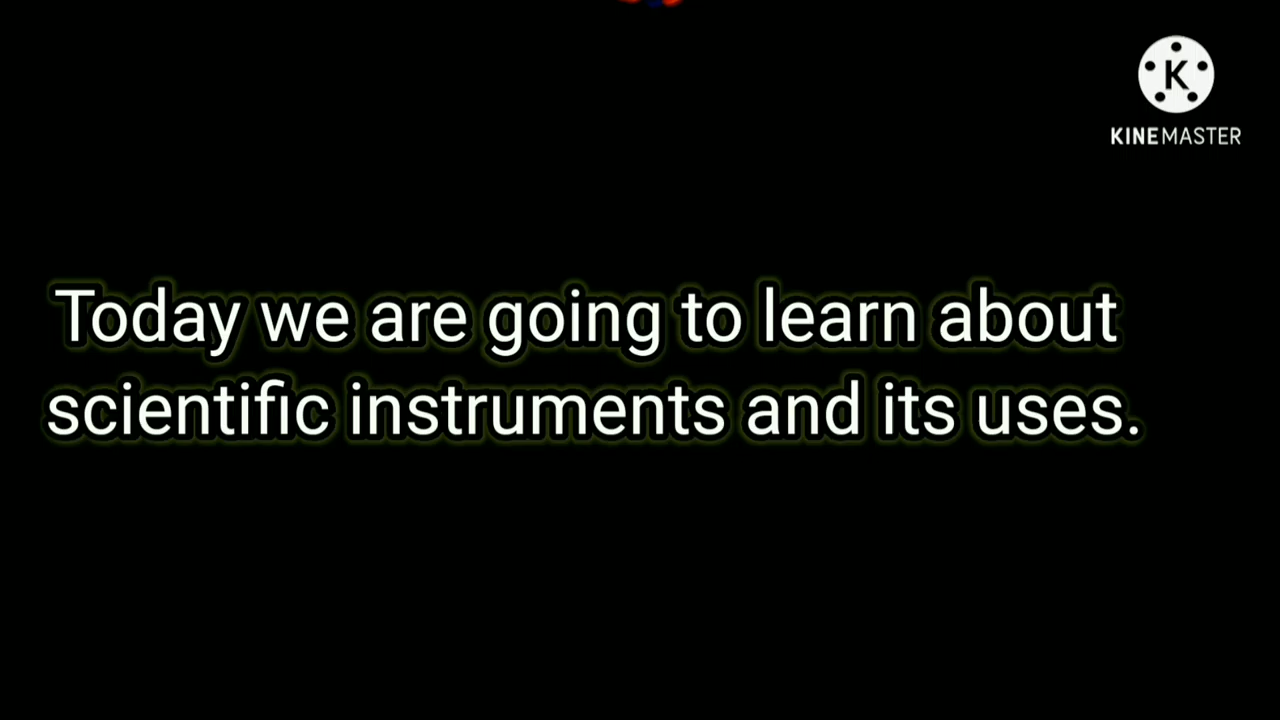 K
KINEMASTER
Today we are going to learn about
scientific instruments and its uses.